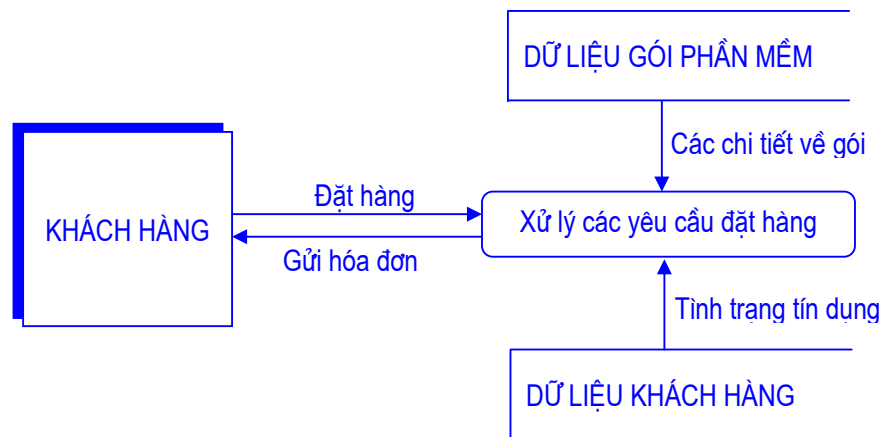 DỮ LIỆU GÓI PHẦN MỀM
Các chi tiết về gói
Đặt hàng
KHÁCH HÀNG
Xử lý các yêu cầu đặt hàng
Gửi hóa đơn
Tình trạng tín dụng
DỮ LIỆU KHÁCH HÀNG